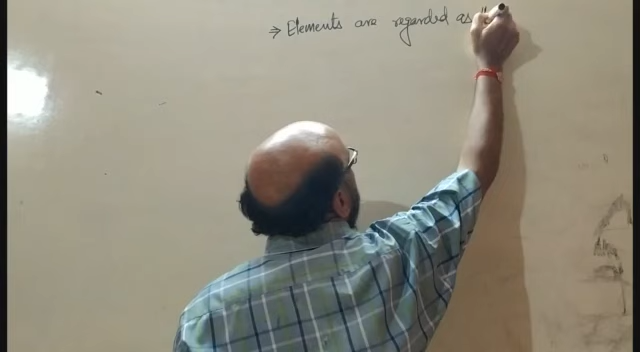 ⇒ Elements are regarded as "